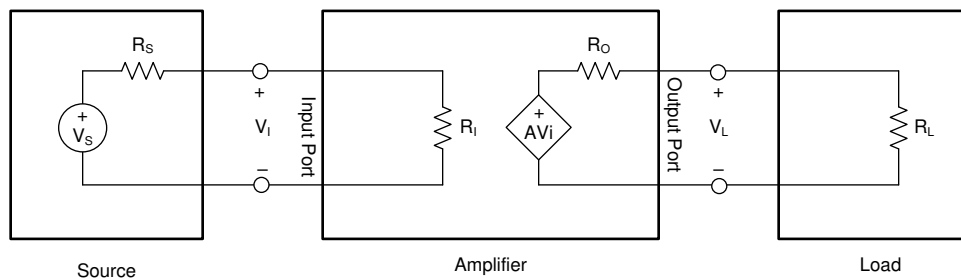 RS
+
VS
+
VI
−
Input Port
RI
RO
+
AVi
Output Port
+
VL
−
RL
Source
Amplifier
Load